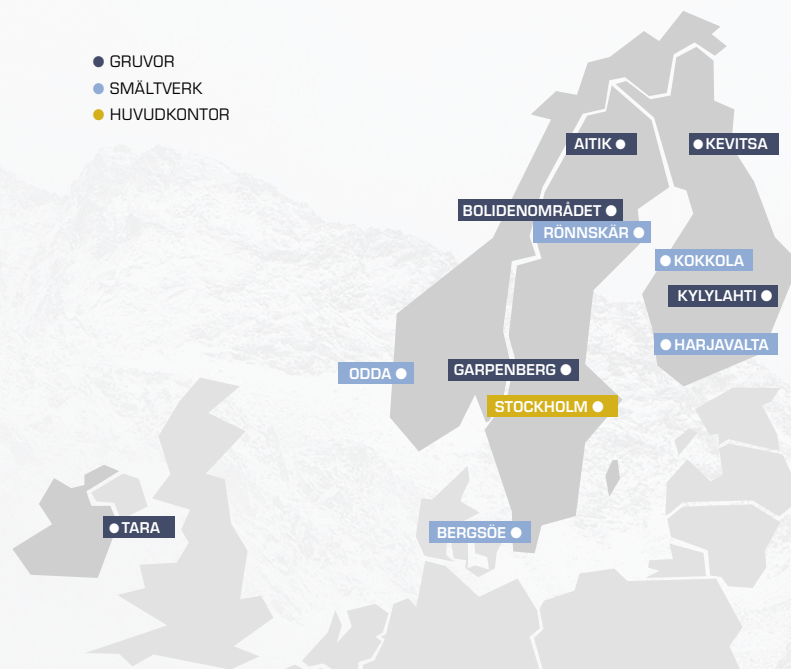 GRUVOR
SMÄLTVERK
HUVUDKONTOR
AITIK
KEVITSA
BOLIDENOMRÅDET
RÖNNSKÄR
KOKKOLA
KYLYLAHTI
HARJAVALTA
ODDA
GARPENBERG
STOCKHOLM
TARA
BERGSÖE